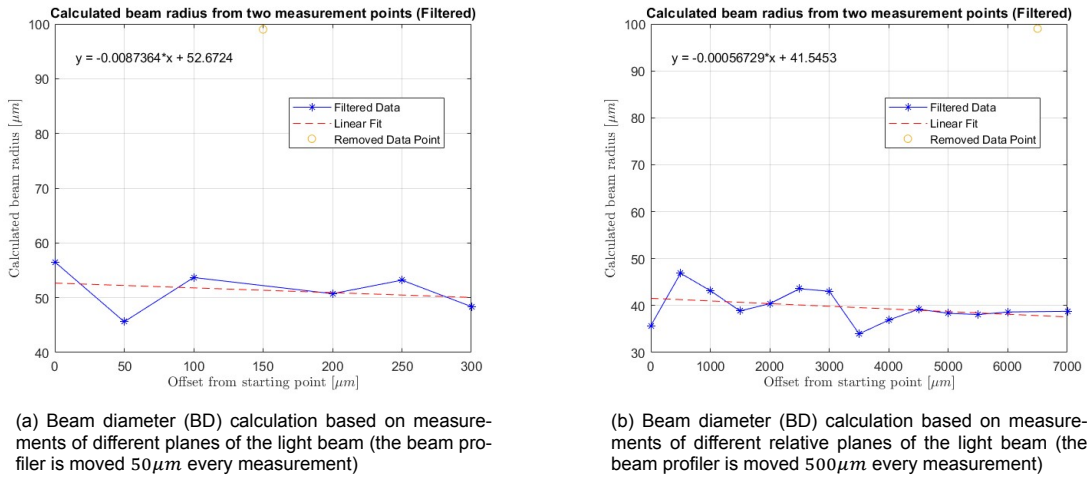 Calculated beam radius from two measurement points (Filtered)
100
90
80
70
60
50
40
Calculated beam radius [μm]
y = -0.0087364*x + 52.6724
Filtered Data
Linear Fit
Removed Data Point
0 50 100 150 200 250 300
Offset from starting point [μm]
(a) Beam diameter (BD) calculation based on measure-
ments of different planes of the light beam (the beam pro-
filer is moved 50μm every measurement)
Calculated beam radius from two measurement points (Filtered)
100
90
80
70
60
50
40
30
Calculated beam radius [μm]
y = -0.00056729*x + 41.5453
Filtered Data
Linear Fit
Removed Data Point
0 1000 2000 3000 4000 5000 6000 7000
Offset from starting point [μm]
(b) Beam diameter (BD) calculation based on measure-
ments of different relative planes of the light beam (the
beam profiler is moved 500μm every measurement)